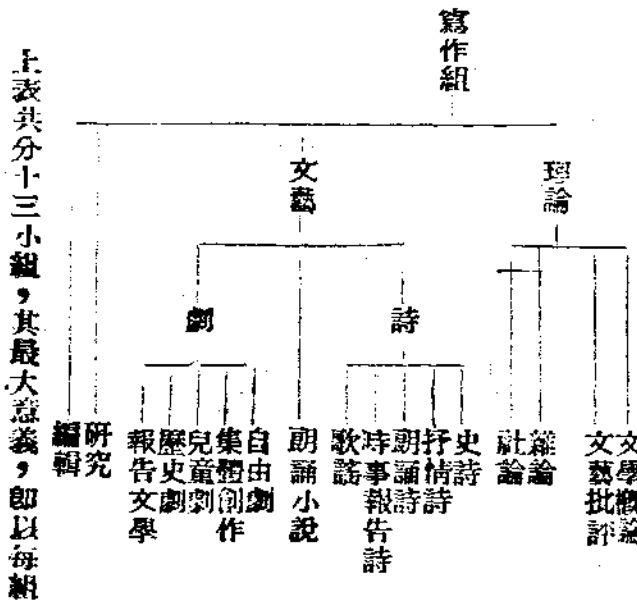 寫作組
理論
文藝
詩
劇
文學概論
文藝批評
雜論
社論
史詩
抒情詩
朗誦詩
時事報告詩
歌謠
朗誦小說
自由劇
集體創作
兒童劇
歷史劇
報告文學
研究
編輯
上表共分十三小組，其最大意義，卽以每組